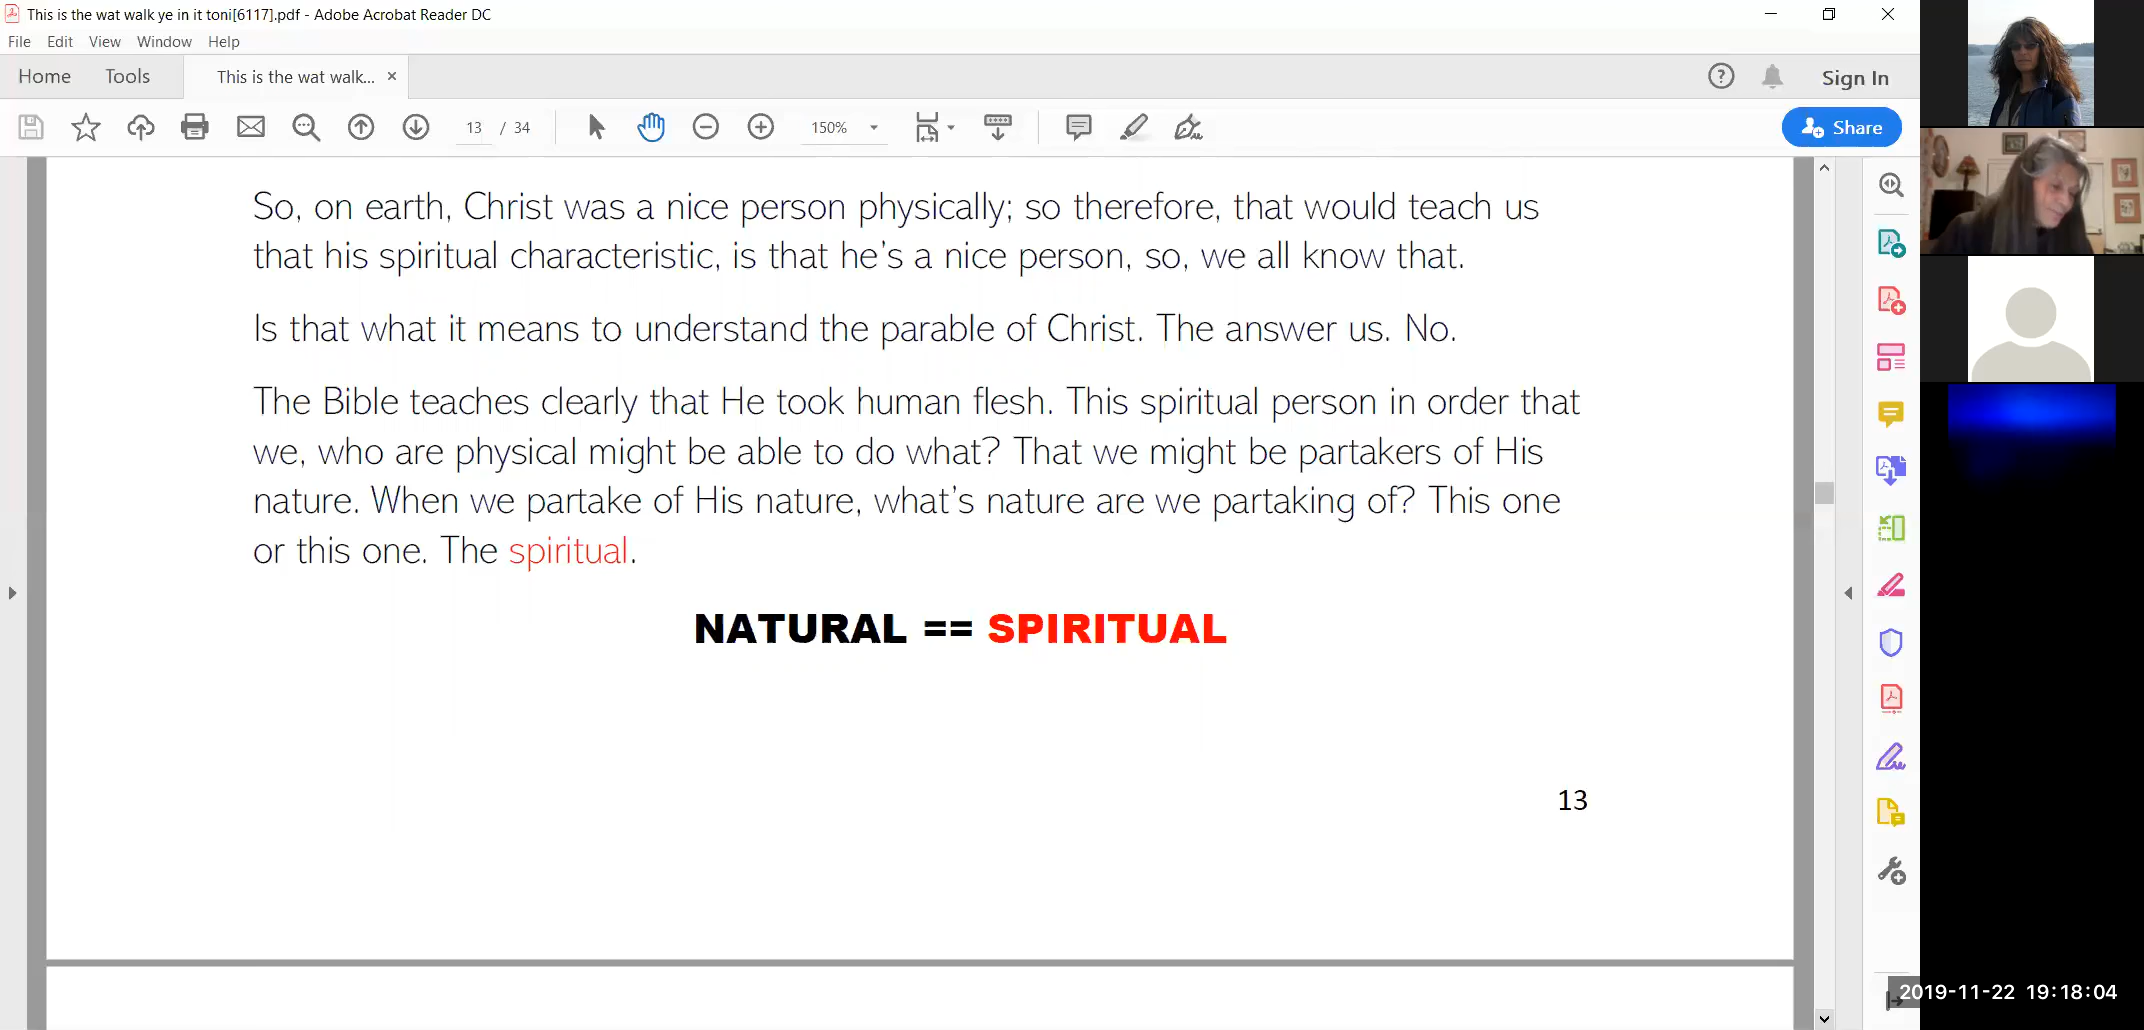 This is the wat walk ye in it toni[6117].pdf - Adobe Acrobat Reader DC
File Edit View Window Help
Home Tools This is the wat walk... × Sign In
13 / 34 150% Share
So, on earth, Christ was a nice person physically; so therefore, that would teach us
that his spiritual characteristic, is that he's a nice person, so, we all know that.
Is that what it means to understand the parable of Christ. The answer us. No.
The Bible teaches clearly that He took human flesh. This spiritual person in order that
we, who are physical might be able to do what? That we might be partakers of His
nature. When we partake of His nature, what's nature are we partaking of? This one
or this one. The spiritual.
NATURAL == SPIRITUAL
13
2019-11-22 19:18:04